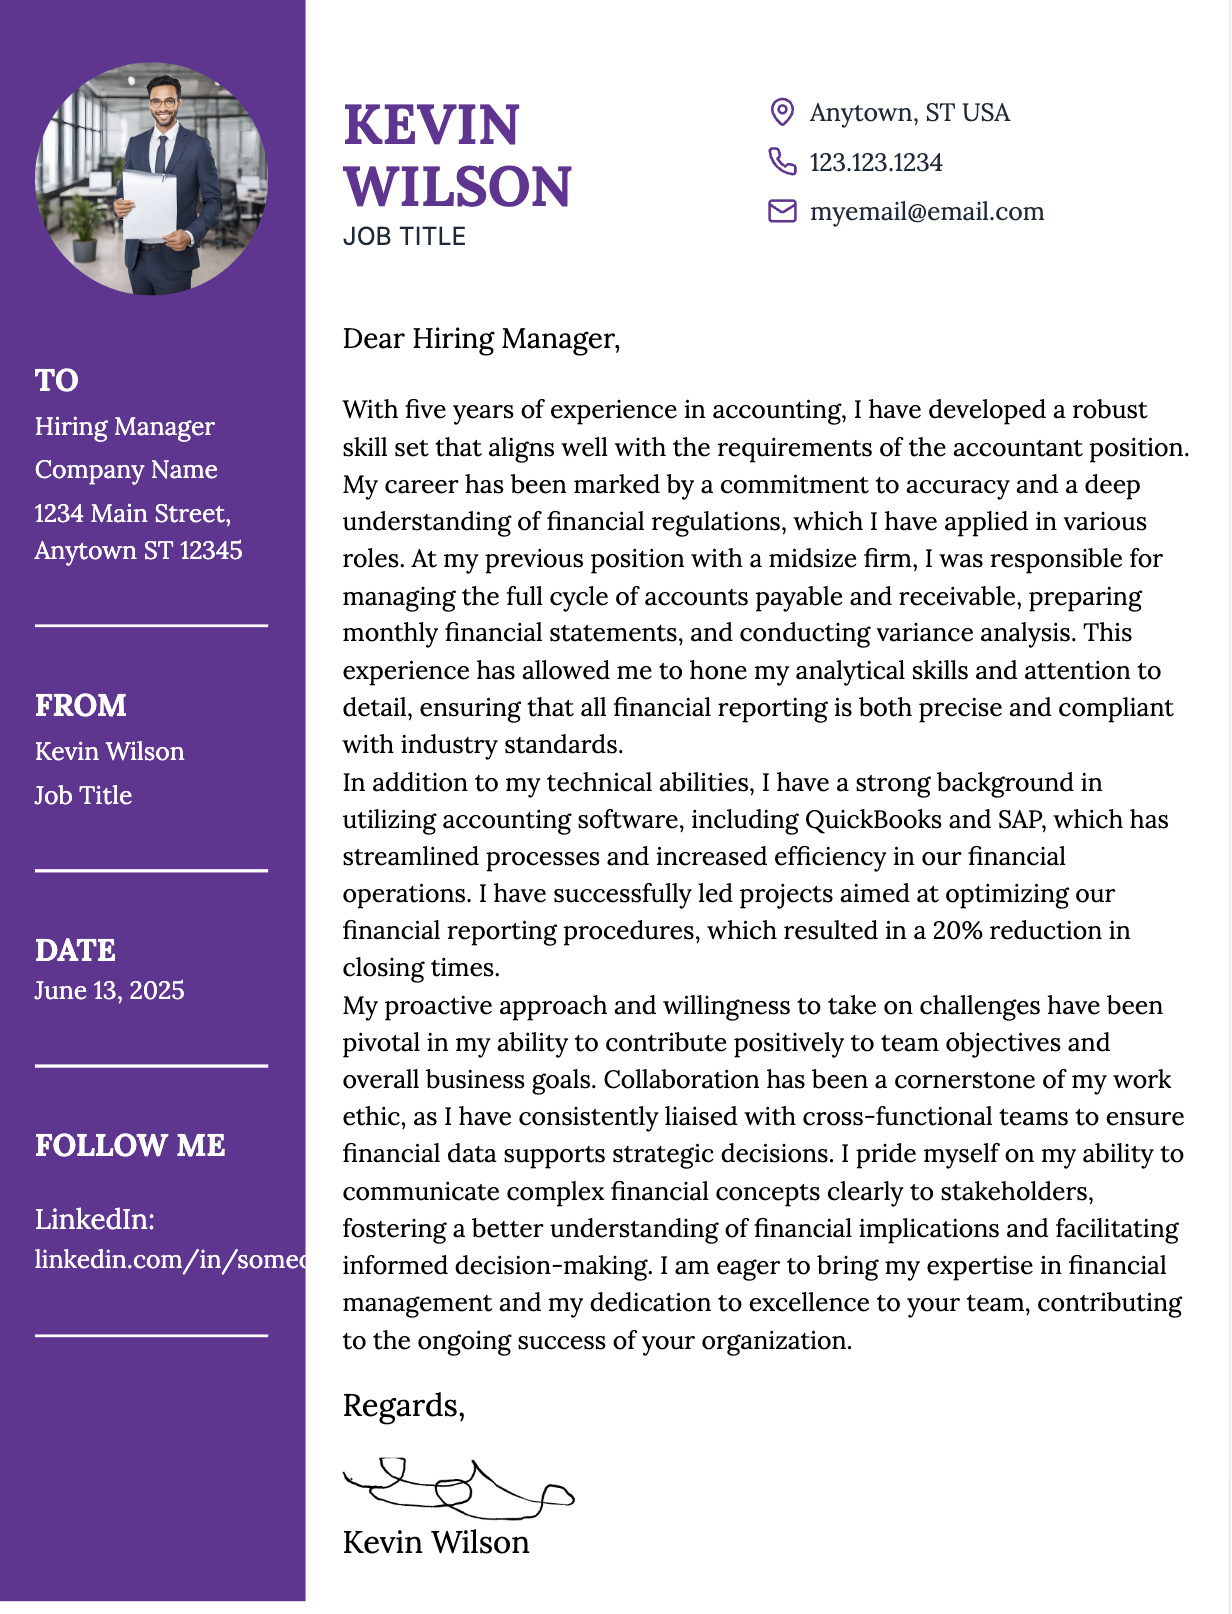 KEVIN
WILSON
JOB TITLE
Anytown, ST USA
123.123.1234
myemail@email.com
TO
Hiring Manager
Company Name
1234 Main Street,
Anytown ST 12345
FROM
Kevin Wilson
Job Title
DATE
June 13, 2025
FOLLOW ME
LinkedIn:
linkedin.com/in/someo
Dear Hiring Manager,
With five years of experience in accounting, I have developed a robust
skill set that aligns well with the requirements of the accountant position.
My career has been marked by a commitment to accuracy and a deep
understanding of financial regulations, which I have applied in various
roles. At my previous position with a midsize firm, I was responsible for
managing the full cycle of accounts payable and receivable, preparing
monthly financial statements, and conducting variance analysis. This
experience has allowed me to hone my analytical skills and attention to
detail, ensuring that all financial reporting is both precise and compliant
with industry standards.
In addition to my technical abilities, I have a strong background in
utilizing accounting software, including QuickBooks and SAP, which has
streamlined processes and increased efficiency in our financial
operations. I have successfully led projects aimed at optimizing our
financial reporting procedures, which resulted in a 20% reduction in
closing times.
My proactive approach and willingness to take on challenges have been
pivotal in my ability to contribute positively to team objectives and
overall business goals. Collaboration has been a cornerstone of my work
ethic, as I have consistently liaised with cross-functional teams to ensure
financial data supports strategic decisions. I pride myself on my ability to
communicate complex financial concepts clearly to stakeholders,
fostering a better understanding of financial implications and facilitating
informed decision-making. I am eager to bring my expertise in financial
management and my dedication to excellence to your team, contributing
to the ongoing success of your organization.
Regards,
Kevin Wilson